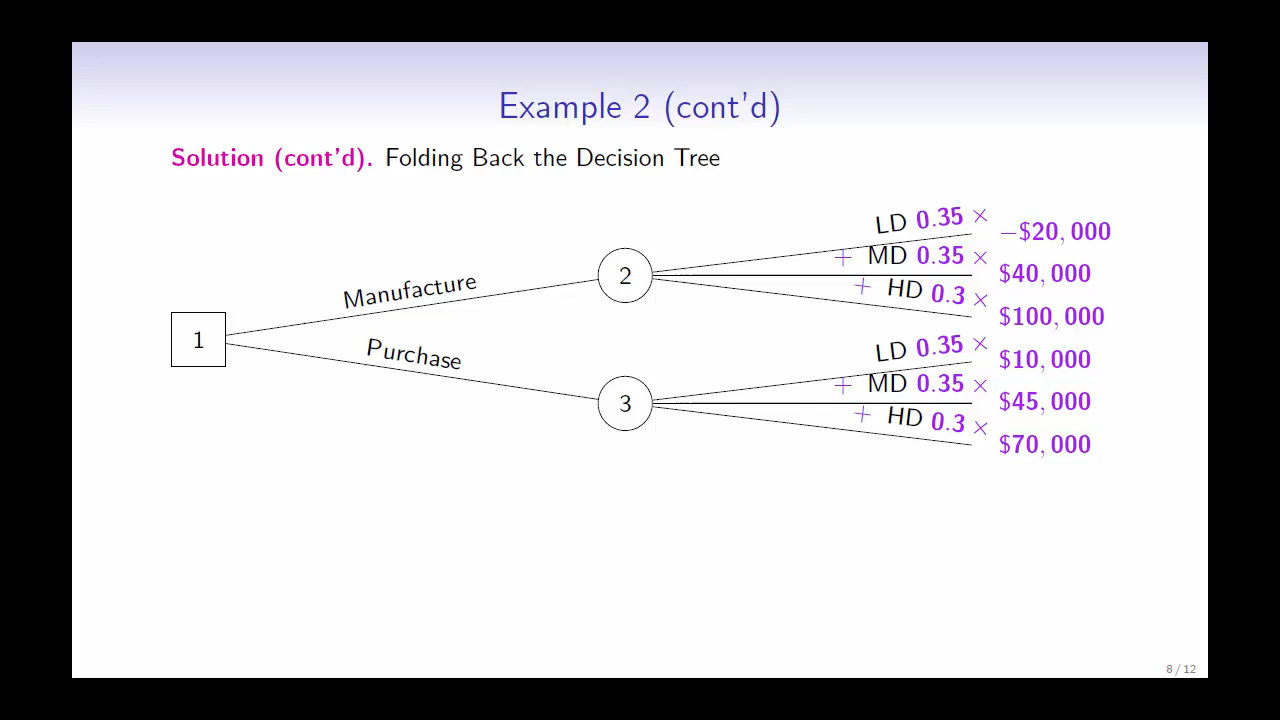 Example 2 (cont'd)
Solution (cont'd). Folding Back the Decision Tree
LD 0.35 ×
−$20,000
+ MD 0.35 ×
$40,000
+ HD 0.3 ×
$100,000
Manufacture
2
1
Purchase
3
LD 0.35 ×
$10,000
+ MD 0.35 ×
$45,000
+ HD 0.3 ×
$70,000
8 / 12